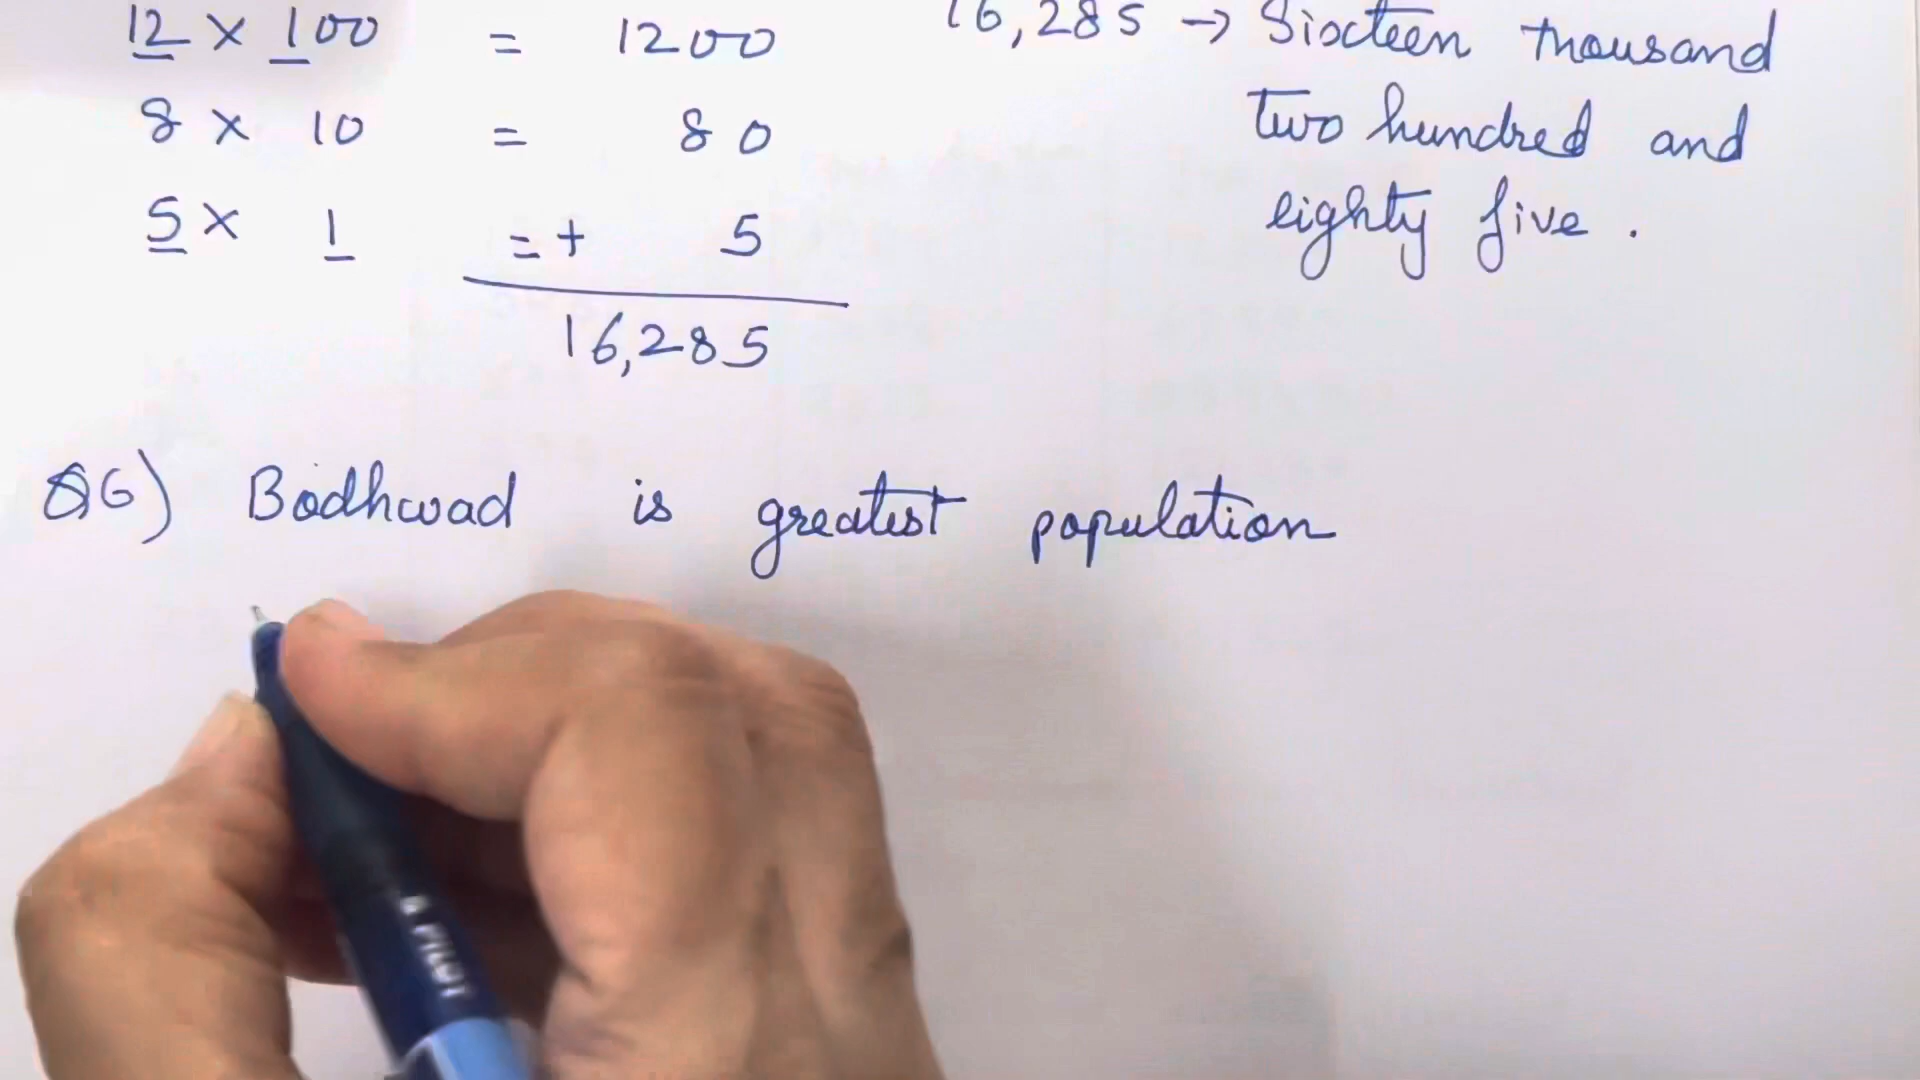 12 × 100 = 1200
8 × 10 = 80
5 × 1 = + 5
16,285
16,285 → Sixteen thousand
two hundred and
eighty five.
Q6) Bodhwad is greatest population
PILOT